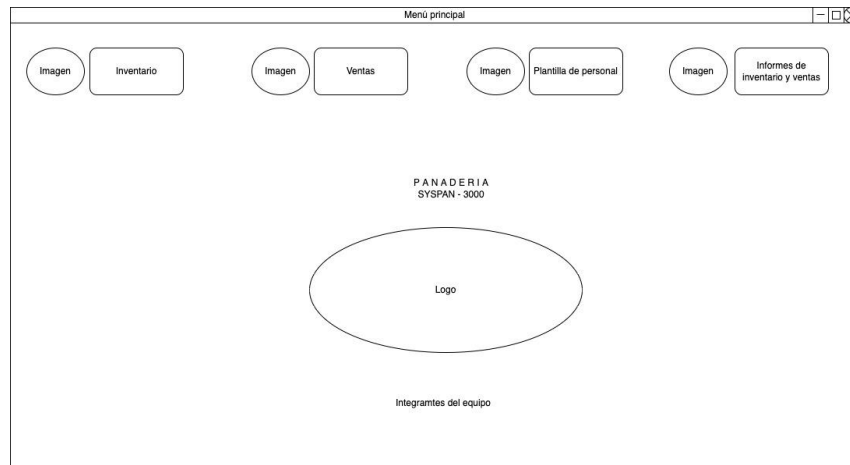 Menú principal
Imagen
Inventario
Imagen
Ventas
Imagen
Plantilla de personal
Imagen
Informes de
inventario y ventas
P A N A D E R I A
SYSPAN - 3000
Logo
Integramtes del equipo